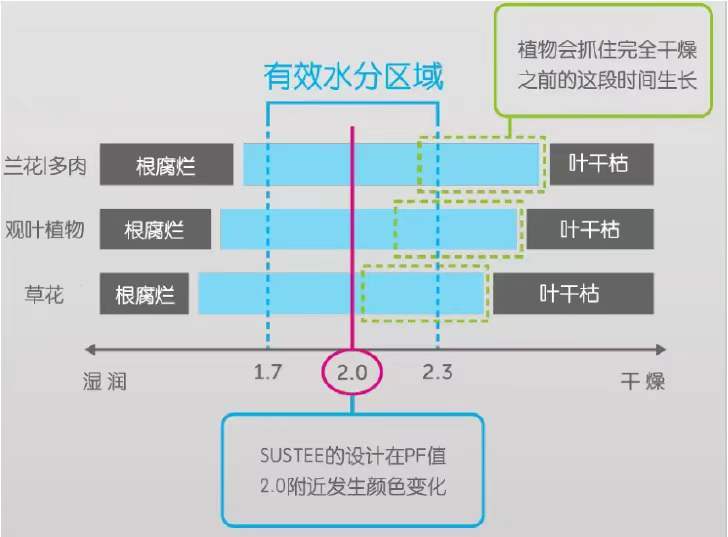 植物会抓住完全干燥
之前的这段时间生长
有效水分区域
兰花|多肉 根腐烂 叶干枯
观叶植物 根腐烂 叶干枯
草花 根腐烂 叶干枯
湿润 1.7 2.0 2.3 干燥
SUSTEE的设计在PF值
2.0附近发生颜色变化